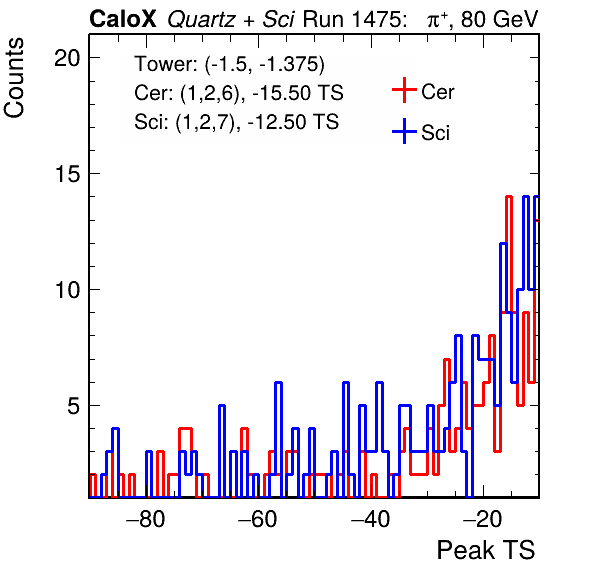 CaloX Quartz + Sci Run 1475: π+, 80 GeV
Counts
Tower: (-1.5, -1.375)
Cer: (1,2,6), -15.50 TS
Sci: (1,2,7), -12.50 TS
Cer
Sci
20
15
10
5
−80 −60 −40 −20
Peak TS